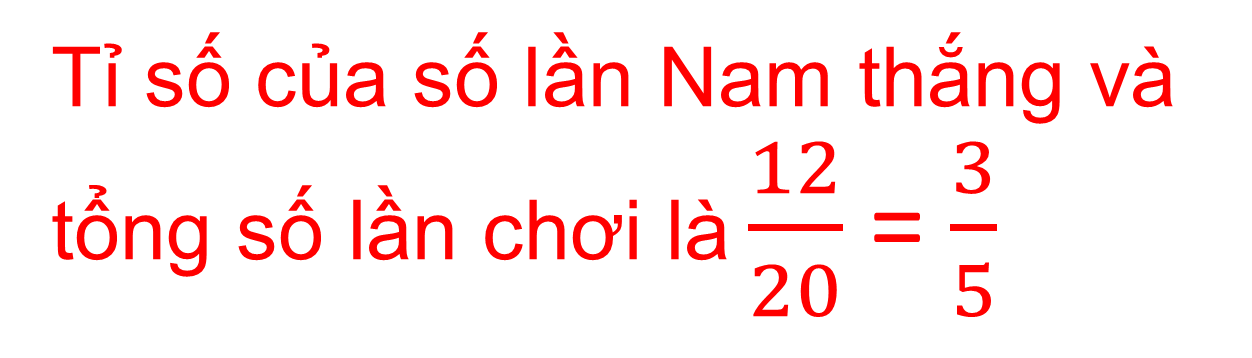 Tỉ số của số lần Nam thắng và
tổng số lần chơi là 12/20 = 3/5